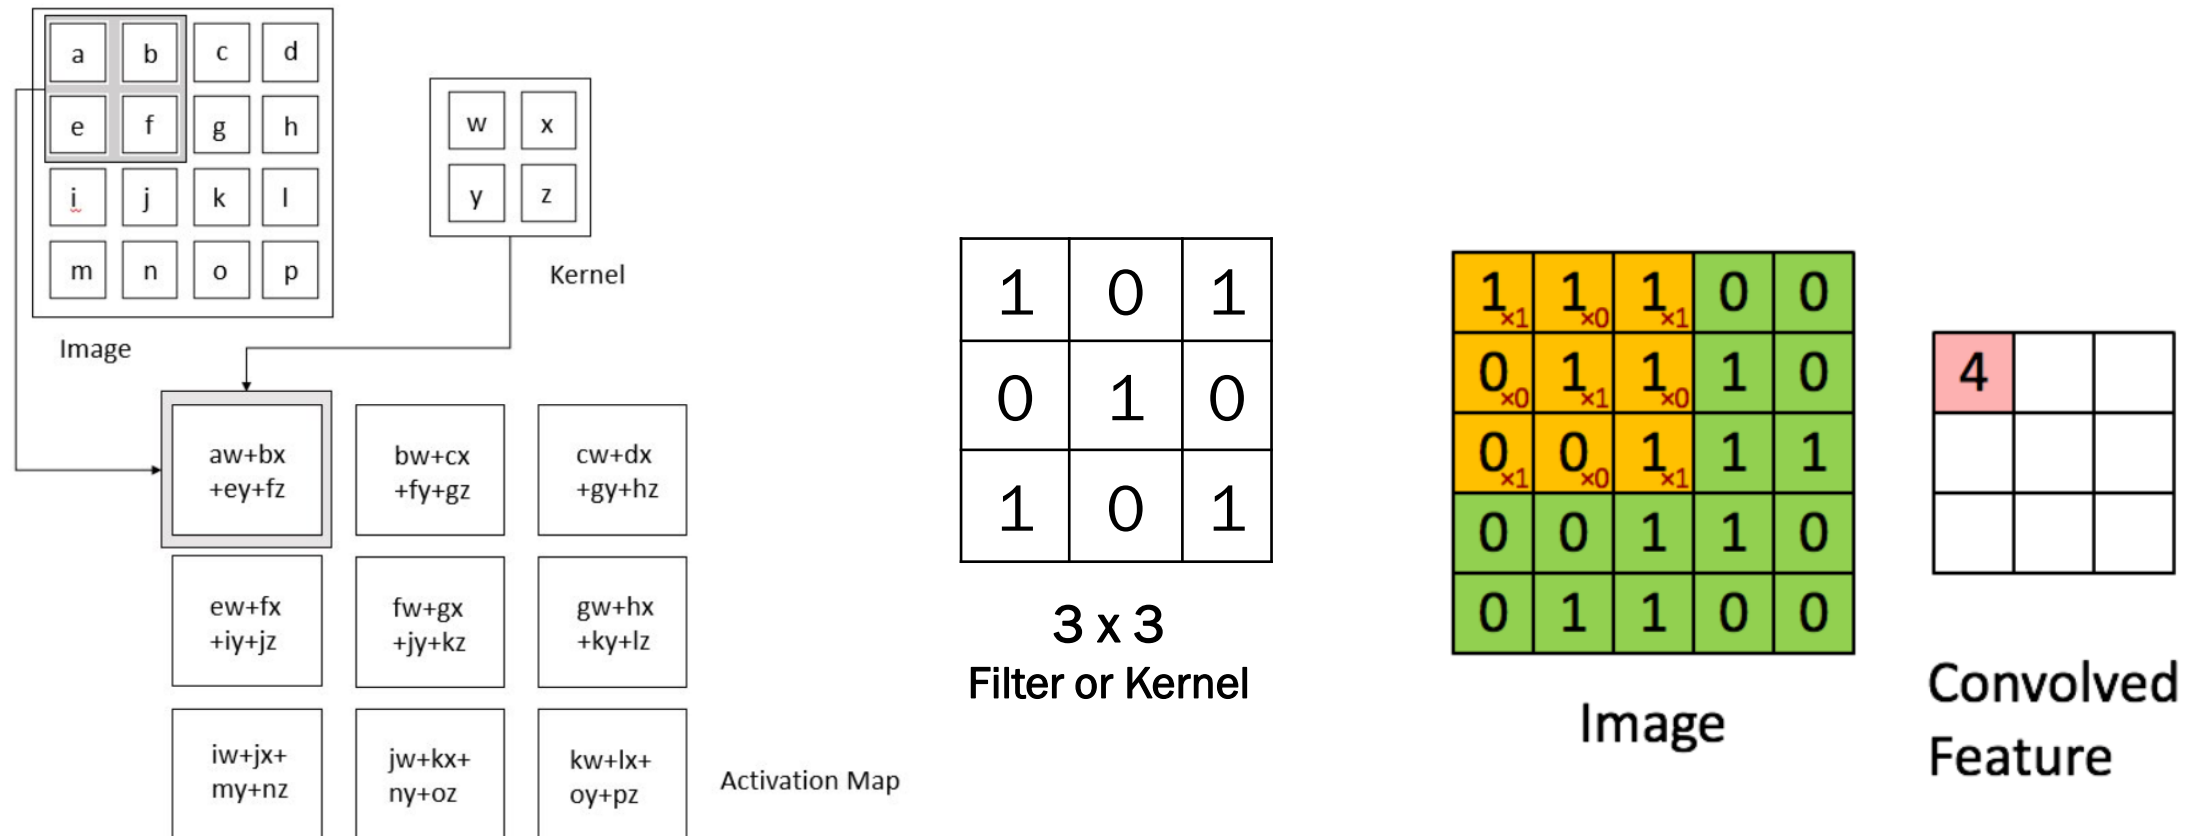 a b c d
e f g h
i j k l
m n o p
Image
w x
y z
Kernel
aw+bx
+ey+fz
bw+cx
+fy+gz
cw+dx
+gy+hz
ew+fx
+iy+jz
fw+gx
+jy+kz
gw+hx
+ky+lz
iw+jx+
my+nz
jw+kx+
ny+oz
kw+lx+
oy+pz
Activation Map
1 0 1
0 1 0
1 0 1
3 x 3
Filter or Kernel
1×1 1×0 1×1 0 0
0×0 1×1 1×0 1 0
0×1 0×0 1×1 1 1
0 0 1 1 0
0 1 1 0 0
Image
4
Convolved
Feature